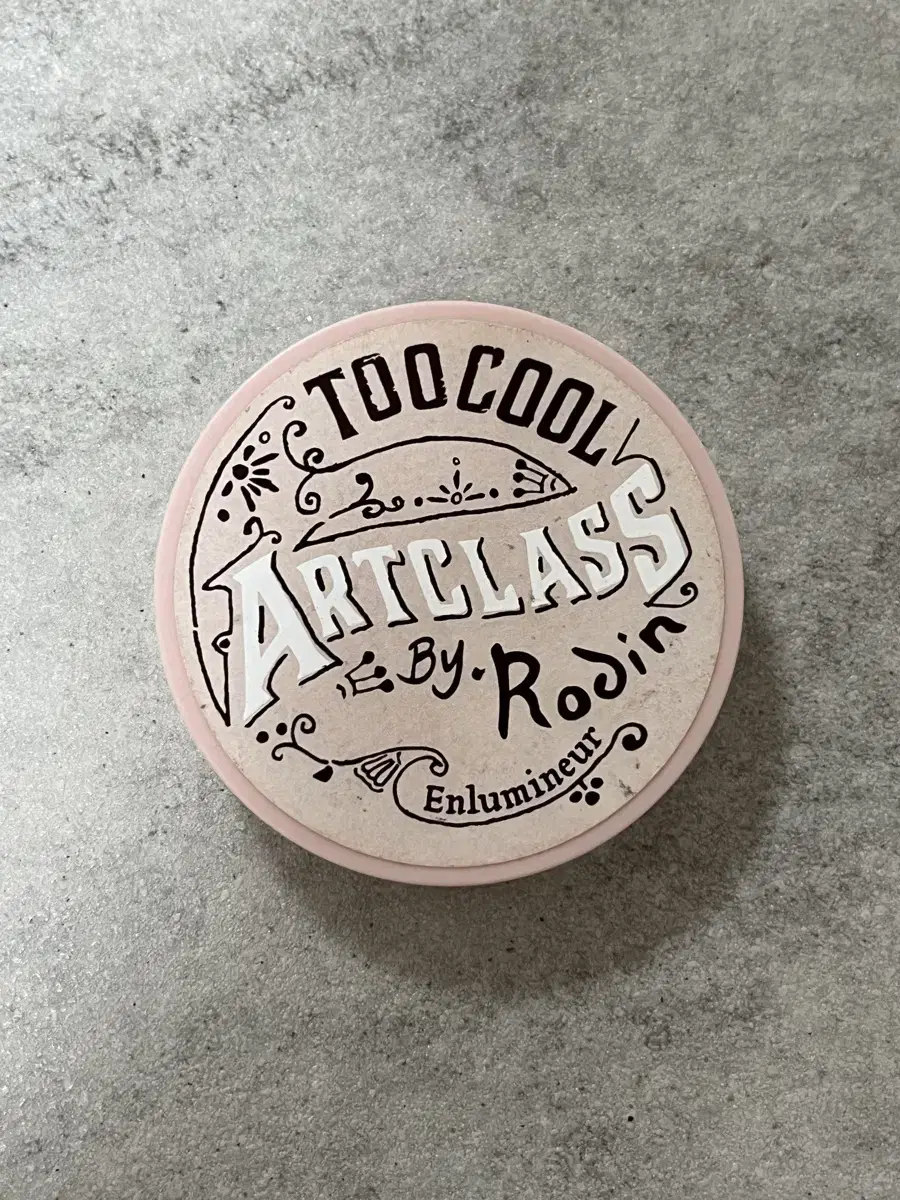 TOO COOL
ARTCLASS
By. Rodin
Enlumineur